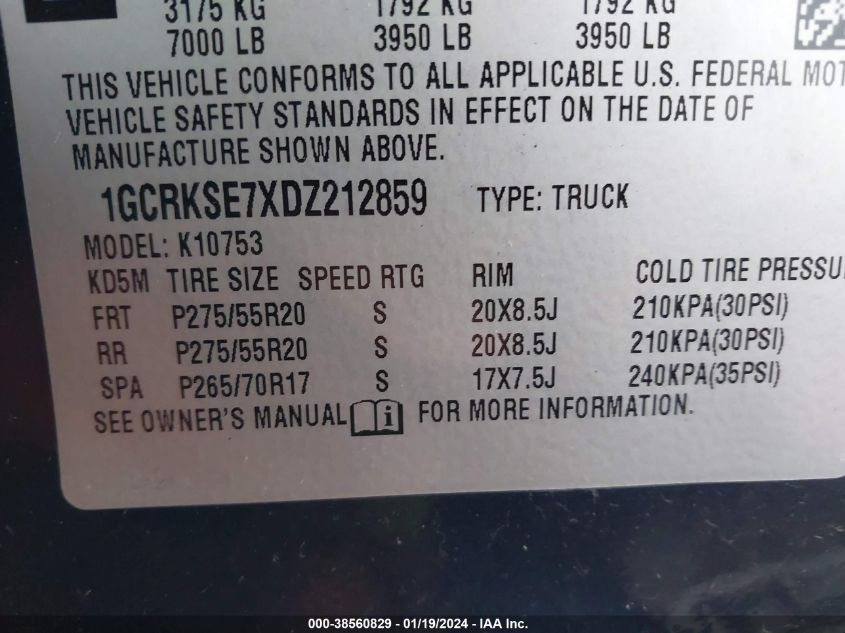 3175 KG 1792 KG 1792 KG
7000 LB 3950 LB 3950 LB
THIS VEHICLE CONFORMS TO ALL APPLICABLE U.S. FEDERAL MOT
VEHICLE SAFETY STANDARDS IN EFFECT ON THE DATE OF
MANUFACTURE SHOWN ABOVE.
1GCRKSE7XDZ212859 TYPE: TRUCK
MODEL: K10753
KD5M TIRE SIZE SPEED RTG RIM COLD TIRE PRESSU
FRT P275/55R20 S 20X8.5J 210KPA(30PSI)
RR P275/55R20 S 20X8.5J 210KPA(30PSI)
SPA P265/70R17 S 17X7.5J 240KPA(35PSI)
SEE OWNER'S MANUAL i FOR MORE INFORMATION.
000-38560829 - 01/19/2024 - IAA Inc.